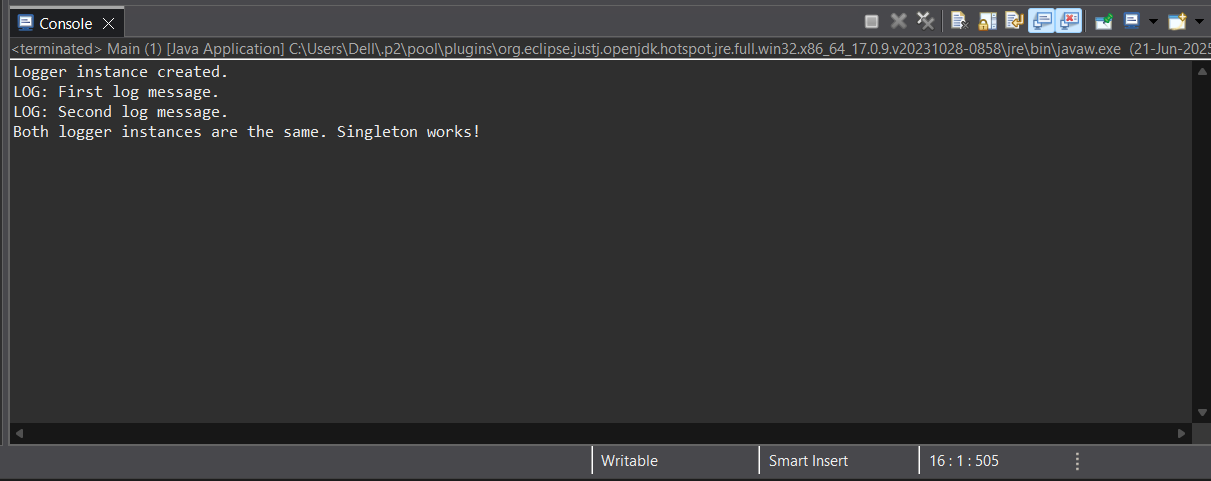 Console
<terminated> Main (1) [Java Application] C:\Users\Dell\.p2\pool\plugins\org.eclipse.justj.openjdk.hotspot.jre.full.win32.x86_64_17.0.9.v20231028-0858\jre\bin\javaw.exe (21-Jun-2025
Logger instance created.
LOG: First log message.
LOG: Second log message.
Both logger instances are the same. Singleton works!
Writable Smart Insert 16 : 1 : 505